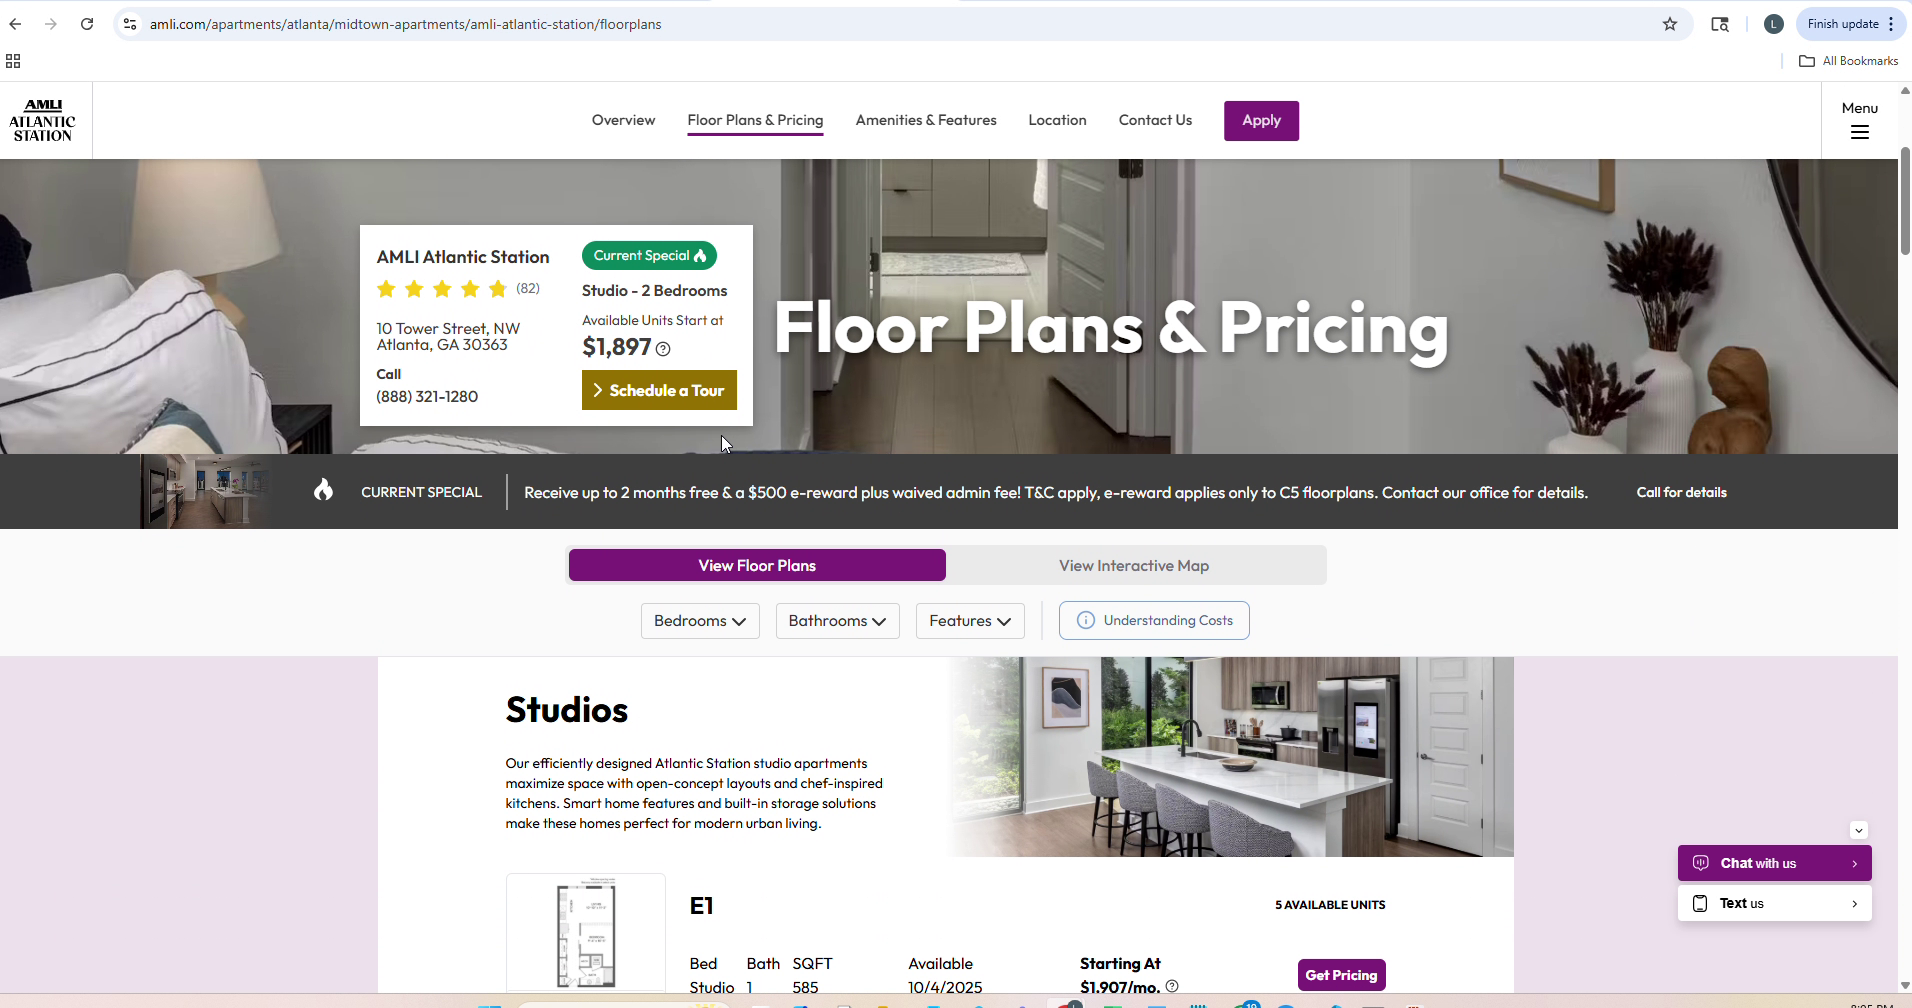 amli.com/apartments/atlanta/midtown-apartments/amli-atlantic-station/floorplans
L
Finish update
All Bookmarks
AMLI
ATLANTIC
STATION
Overview
Floor Plans & Pricing
Amenities & Features
Location
Contact Us
Apply
Menu
AMLI Atlantic Station
(82)
10 Tower Street, NW
Atlanta, GA 30363
Call
(888) 321-1280
Current Special
Studio - 2 Bedrooms
Available Units Start at
$1,897
Schedule a Tour
Floor Plans & Pricing
CURRENT SPECIAL
Receive up to 2 months free & a $500 e-reward plus waived admin fee! T&C apply, e-reward applies only to C5 floorplans. Contact our office for details.
Call for details
View Floor Plans
View Interactive Map
Bedrooms
Bathrooms
Features
Understanding Costs
Studios
Our efficiently designed Atlantic Station studio apartments
maximize space with open-concept layouts and chef-inspired
kitchens. Smart home features and built-in storage solutions
make these homes perfect for modern urban living.
E1
5 AVAILABLE UNITS
Bed Bath SQFT Available Starting At
Studio 1 585 10/4/2025 $1,907/mo.
Get Pricing
Chat with us
Text us